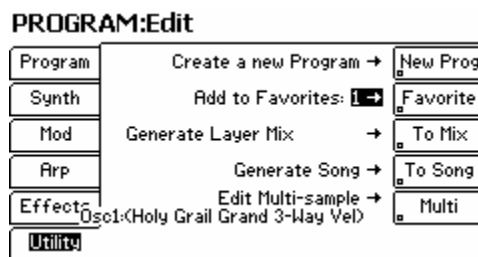 PROGRAM:Edit
Program Create a new Program → New Prog
Synth Add to Favorites: 1→ Favorite
Mod Generate Layer Mix → To Mix
Arp Generate Song → To Song
Effects Edit Multi-sample → Multi
Osc1:(Holy Grail Grand 3-Way Vel)
Utility